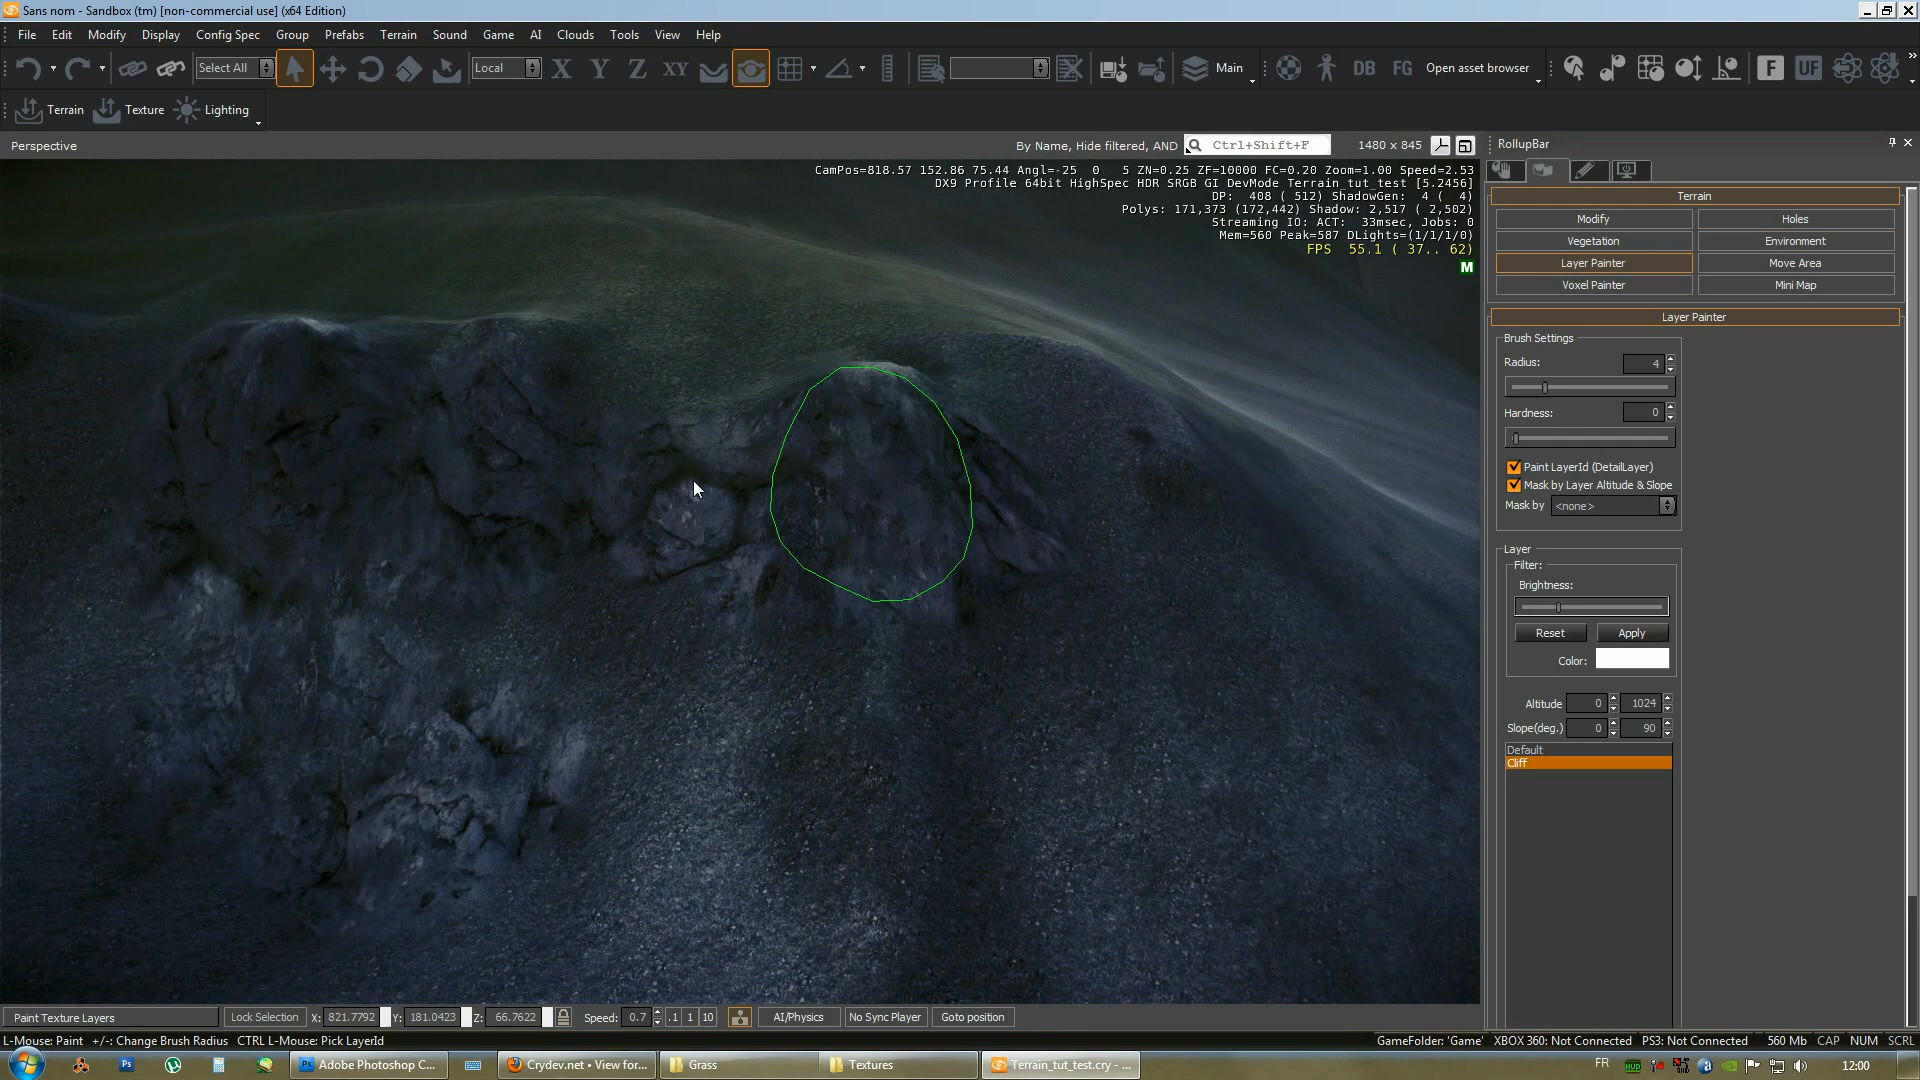 Sans nom - Sandbox (tm) [non-commercial use] (x64 Edition)
File Edit Modify Display Config Spec Group Prefabs Terrain Sound Game AI Clouds Tools View Help
Select All Local X Y Z XY Main DB FG Open asset browser F UF
Terrain Texture Lighting
Perspective By Name, Hide filtered, AND Ctrl+Shift+F 1480 x 845
RollupBar
CamPos=818.57 152.86 75.44 Angl=-25 0 5 ZN=0.25 ZF=10000 FC=0.20 Zoom=1.00 Speed=2.53
DX9 Profile 64bit HighSpec HDR SRGB GI DevMode Terrain_tut_test [5.2456]
DP: 408 ( 512) ShadowGen: 4 ( 4)
Polys: 171,373 (172,442) Shadow: 2,517 ( 2,502)
Streaming IO: ACT: 33msec, Jobs: 0
Mem=560 Peak=587 DLights=(1/1/1/0)
FPS 55.1 ( 37.. 62)
M
Terrain
Modify Holes
Vegetation Environment
Layer Painter Move Area
Voxel Painter Mini Map
Layer Painter
Brush Settings
Radius: 4
Hardness: 0
Paint LayerId (DetailLayer)
Mask by Layer Altitude & Slope
Mask by <none>
Layer
Filter:
Brightness:
Reset Apply
Color:
Altitude 0 1024
Slope(deg.) 0 90
Default
Cliff
Paint Texture Layers Lock Selection X: 821.7792 Y: 181.0423 Z: 66.7622 Speed: 0.7 .1 1 10 AI/Physics No Sync Player Goto position
L-Mouse: Paint +/-: Change Brush Radius CTRL L-Mouse: Pick LayerId GameFolder: 'Game' XBOX 360: Not Connected PS3: Not Connected 560 Mb CAP NUM SCRL
Ps Ps Adobe Photoshop C... Crydev.net • View for... Grass Textures Terrain_tut_test.cry - ... FR 12:00